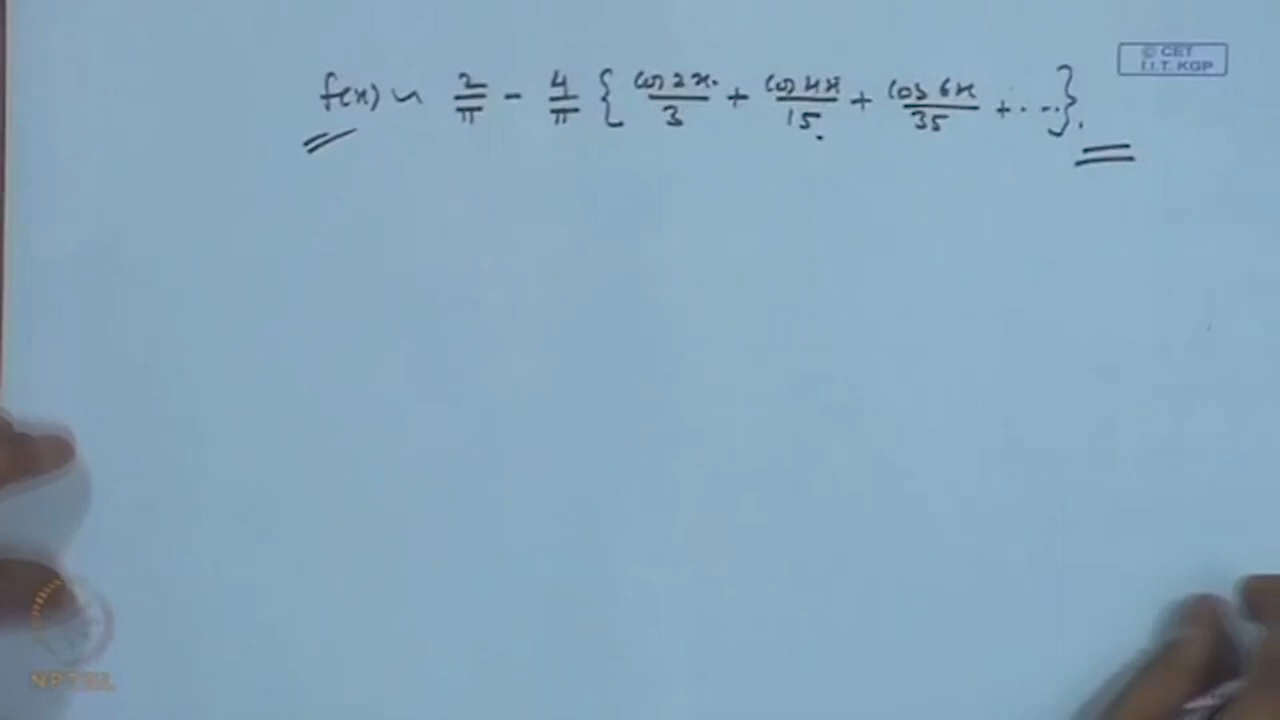 © CET
I.I.T. KGP
f(x) ~ 2/π - 4/π { cos 2x/3 + cos 4x/15 + cos 6x/35 + ... }.
NPTEL